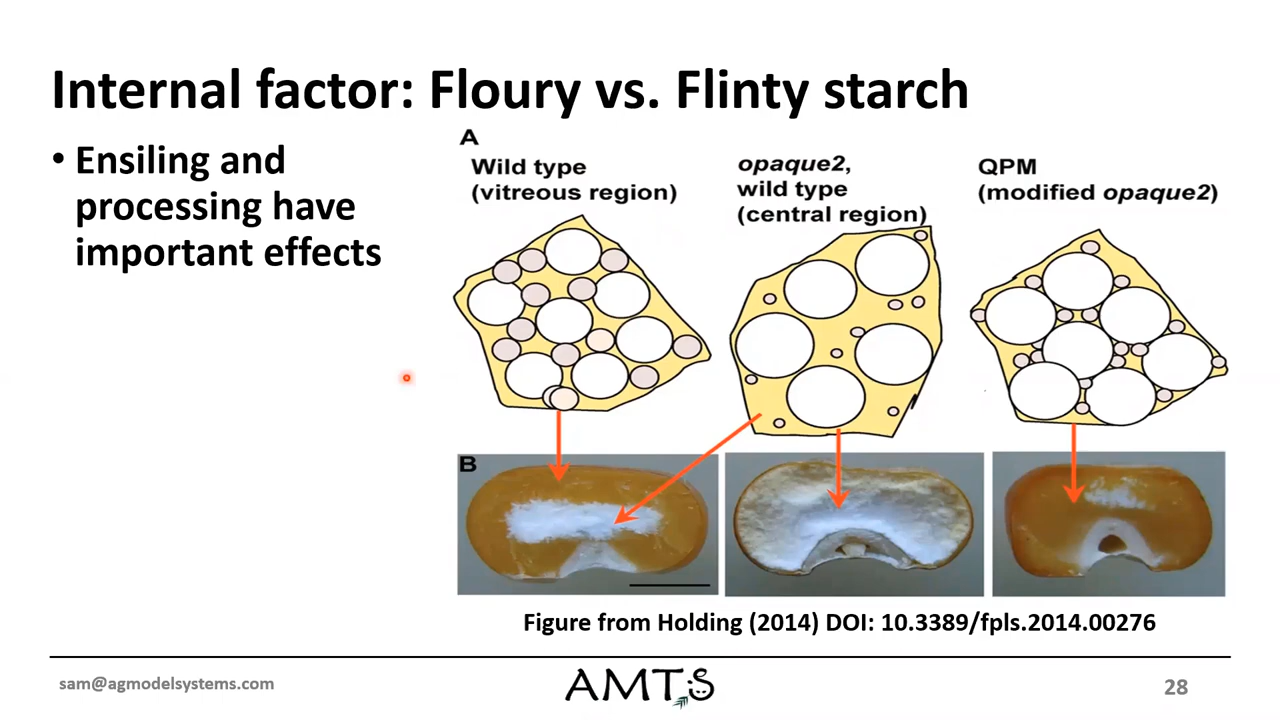 Internal factor: Floury vs. Flinty starch
• Ensiling and
processing have
important effects
A
Wild type
(vitreous region)
opaque2,
wild type
(central region)
QPM
(modified opaque2)
B
Figure from Holding (2014) DOI: 10.3389/fpls.2014.00276
sam@agmodelsystems.com
AMTS
28